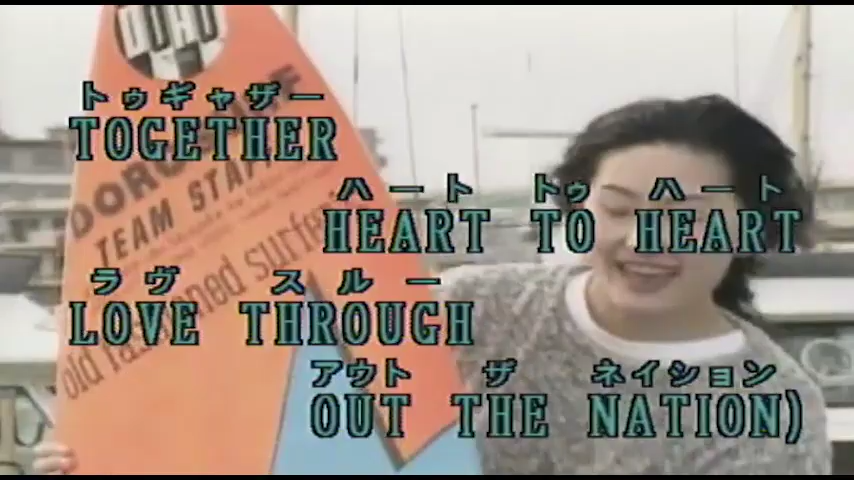 DUAD
トゥギャザー
TOGETHER
TEAM STAFF
ハート トゥ ハート
HEART TO HEART
ラヴ スルー
LOVE THROUGH
old fashioned surfer
アウト ザ ネイション
OUT THE NATION)